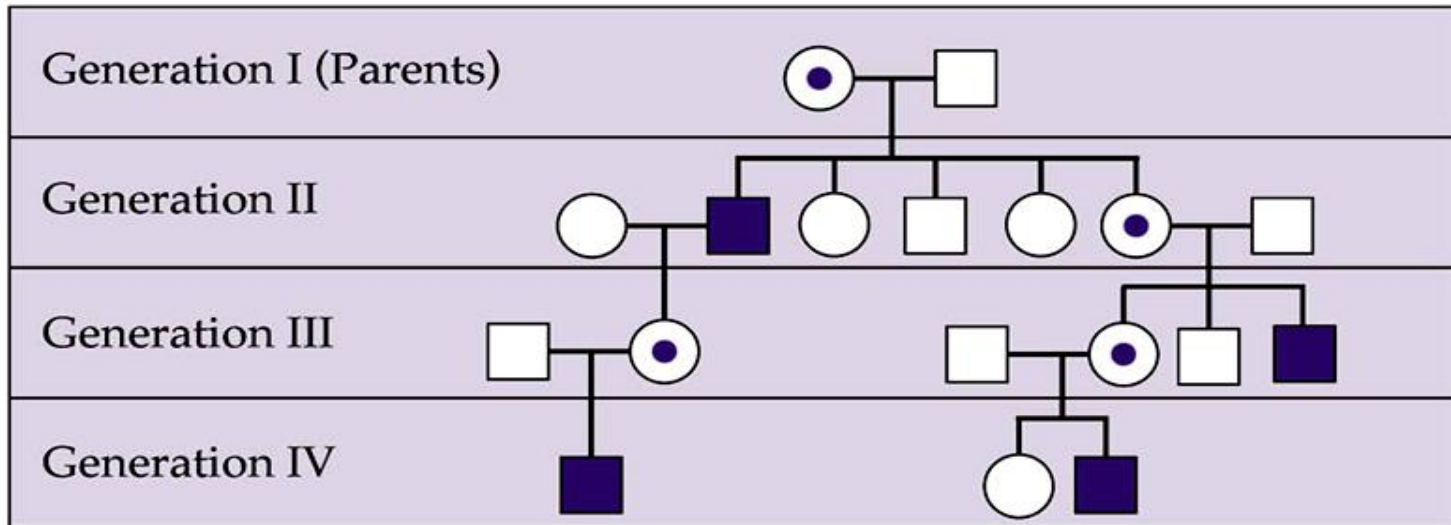 Generation I (Parents)
Generation II
Generation III
Generation IV